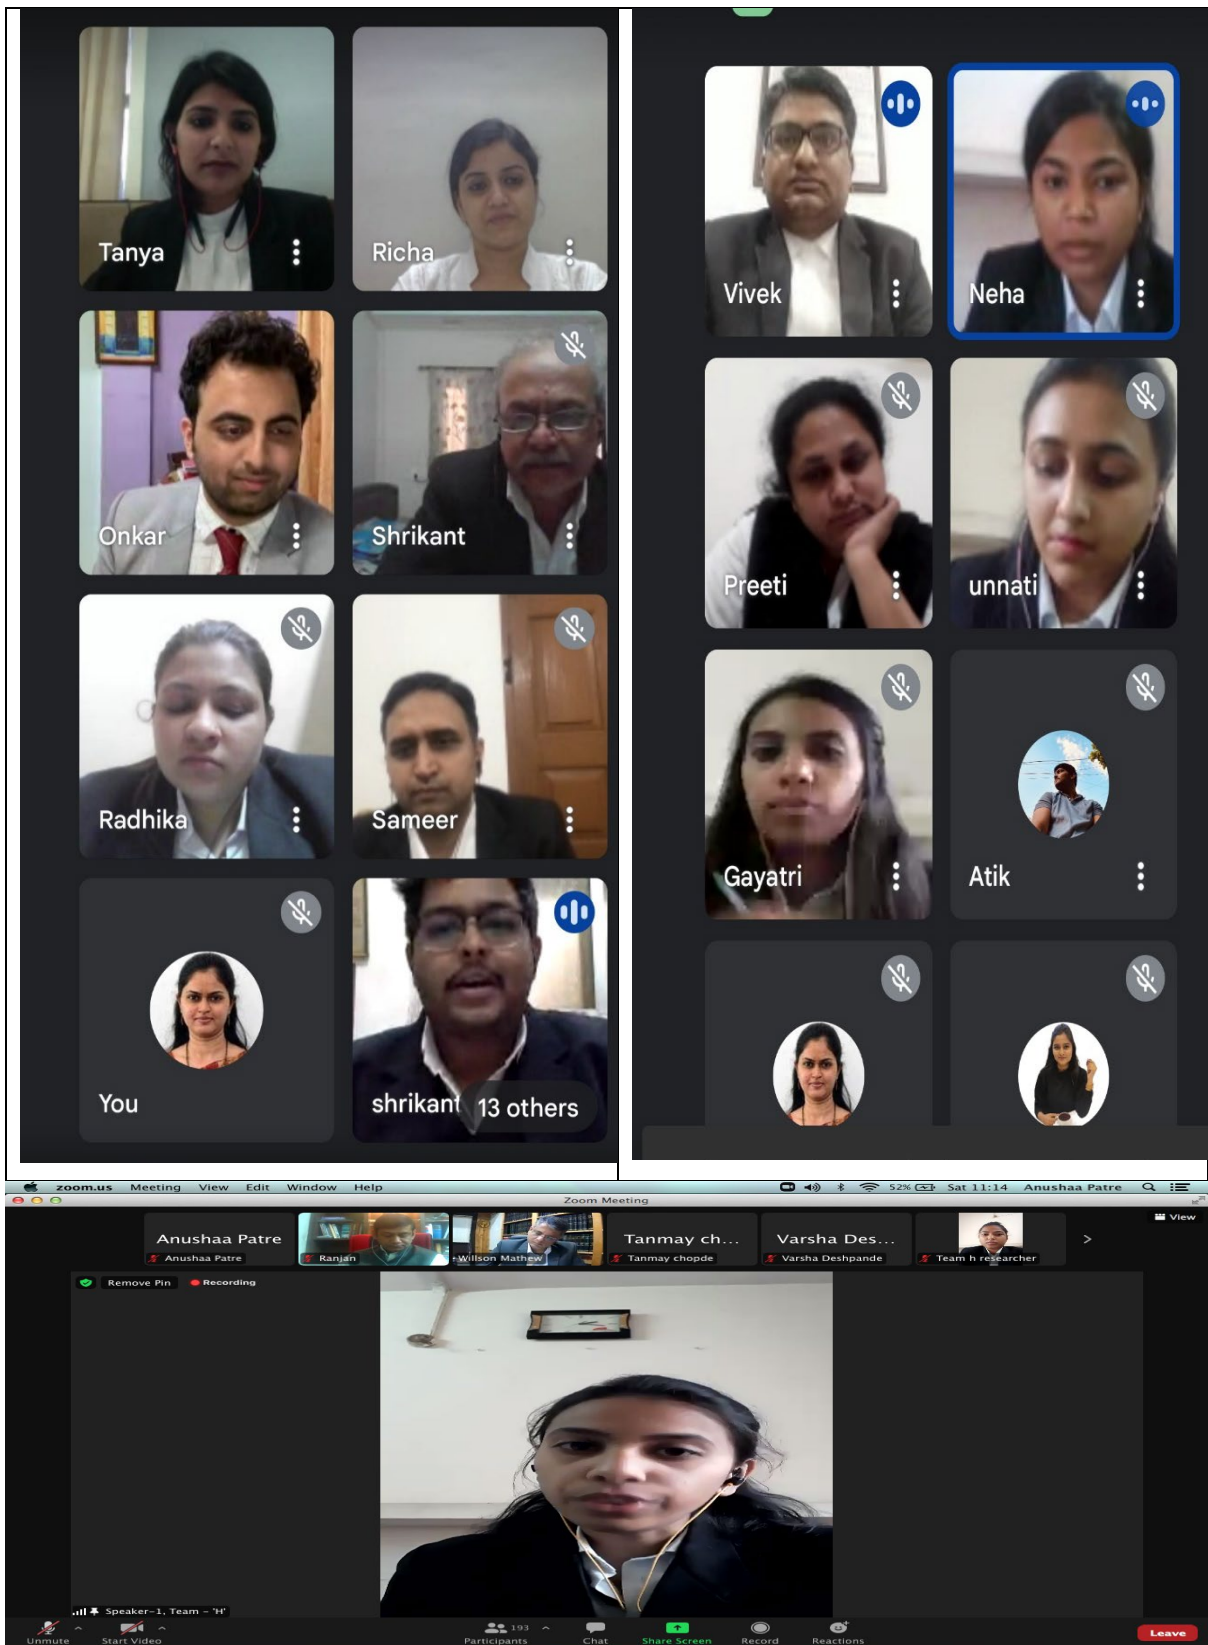 Tanya
Richa
Onkar
Shrikant
Radhika
Sameer
You
shrikant
13 others
Vivek
Neha
Preeti
unnati
Gayatri
Atik
zoom.us Meeting View Edit Window Help
52% Sat 11:14 Anushaa Patre
Zoom Meeting
View
Anushaa Patre
Anushaa Patre
Ranjan
Willson Mathew
Tanmay ch...
Tanmay chopde
Varsha Des...
Varsha Deshpande
Team h researcher
Remove Pin
Recording
Speaker-1, Team - 'H'
Unmute
Start Video
193
Participants
Chat
Share Screen
Record
Reactions
Leave